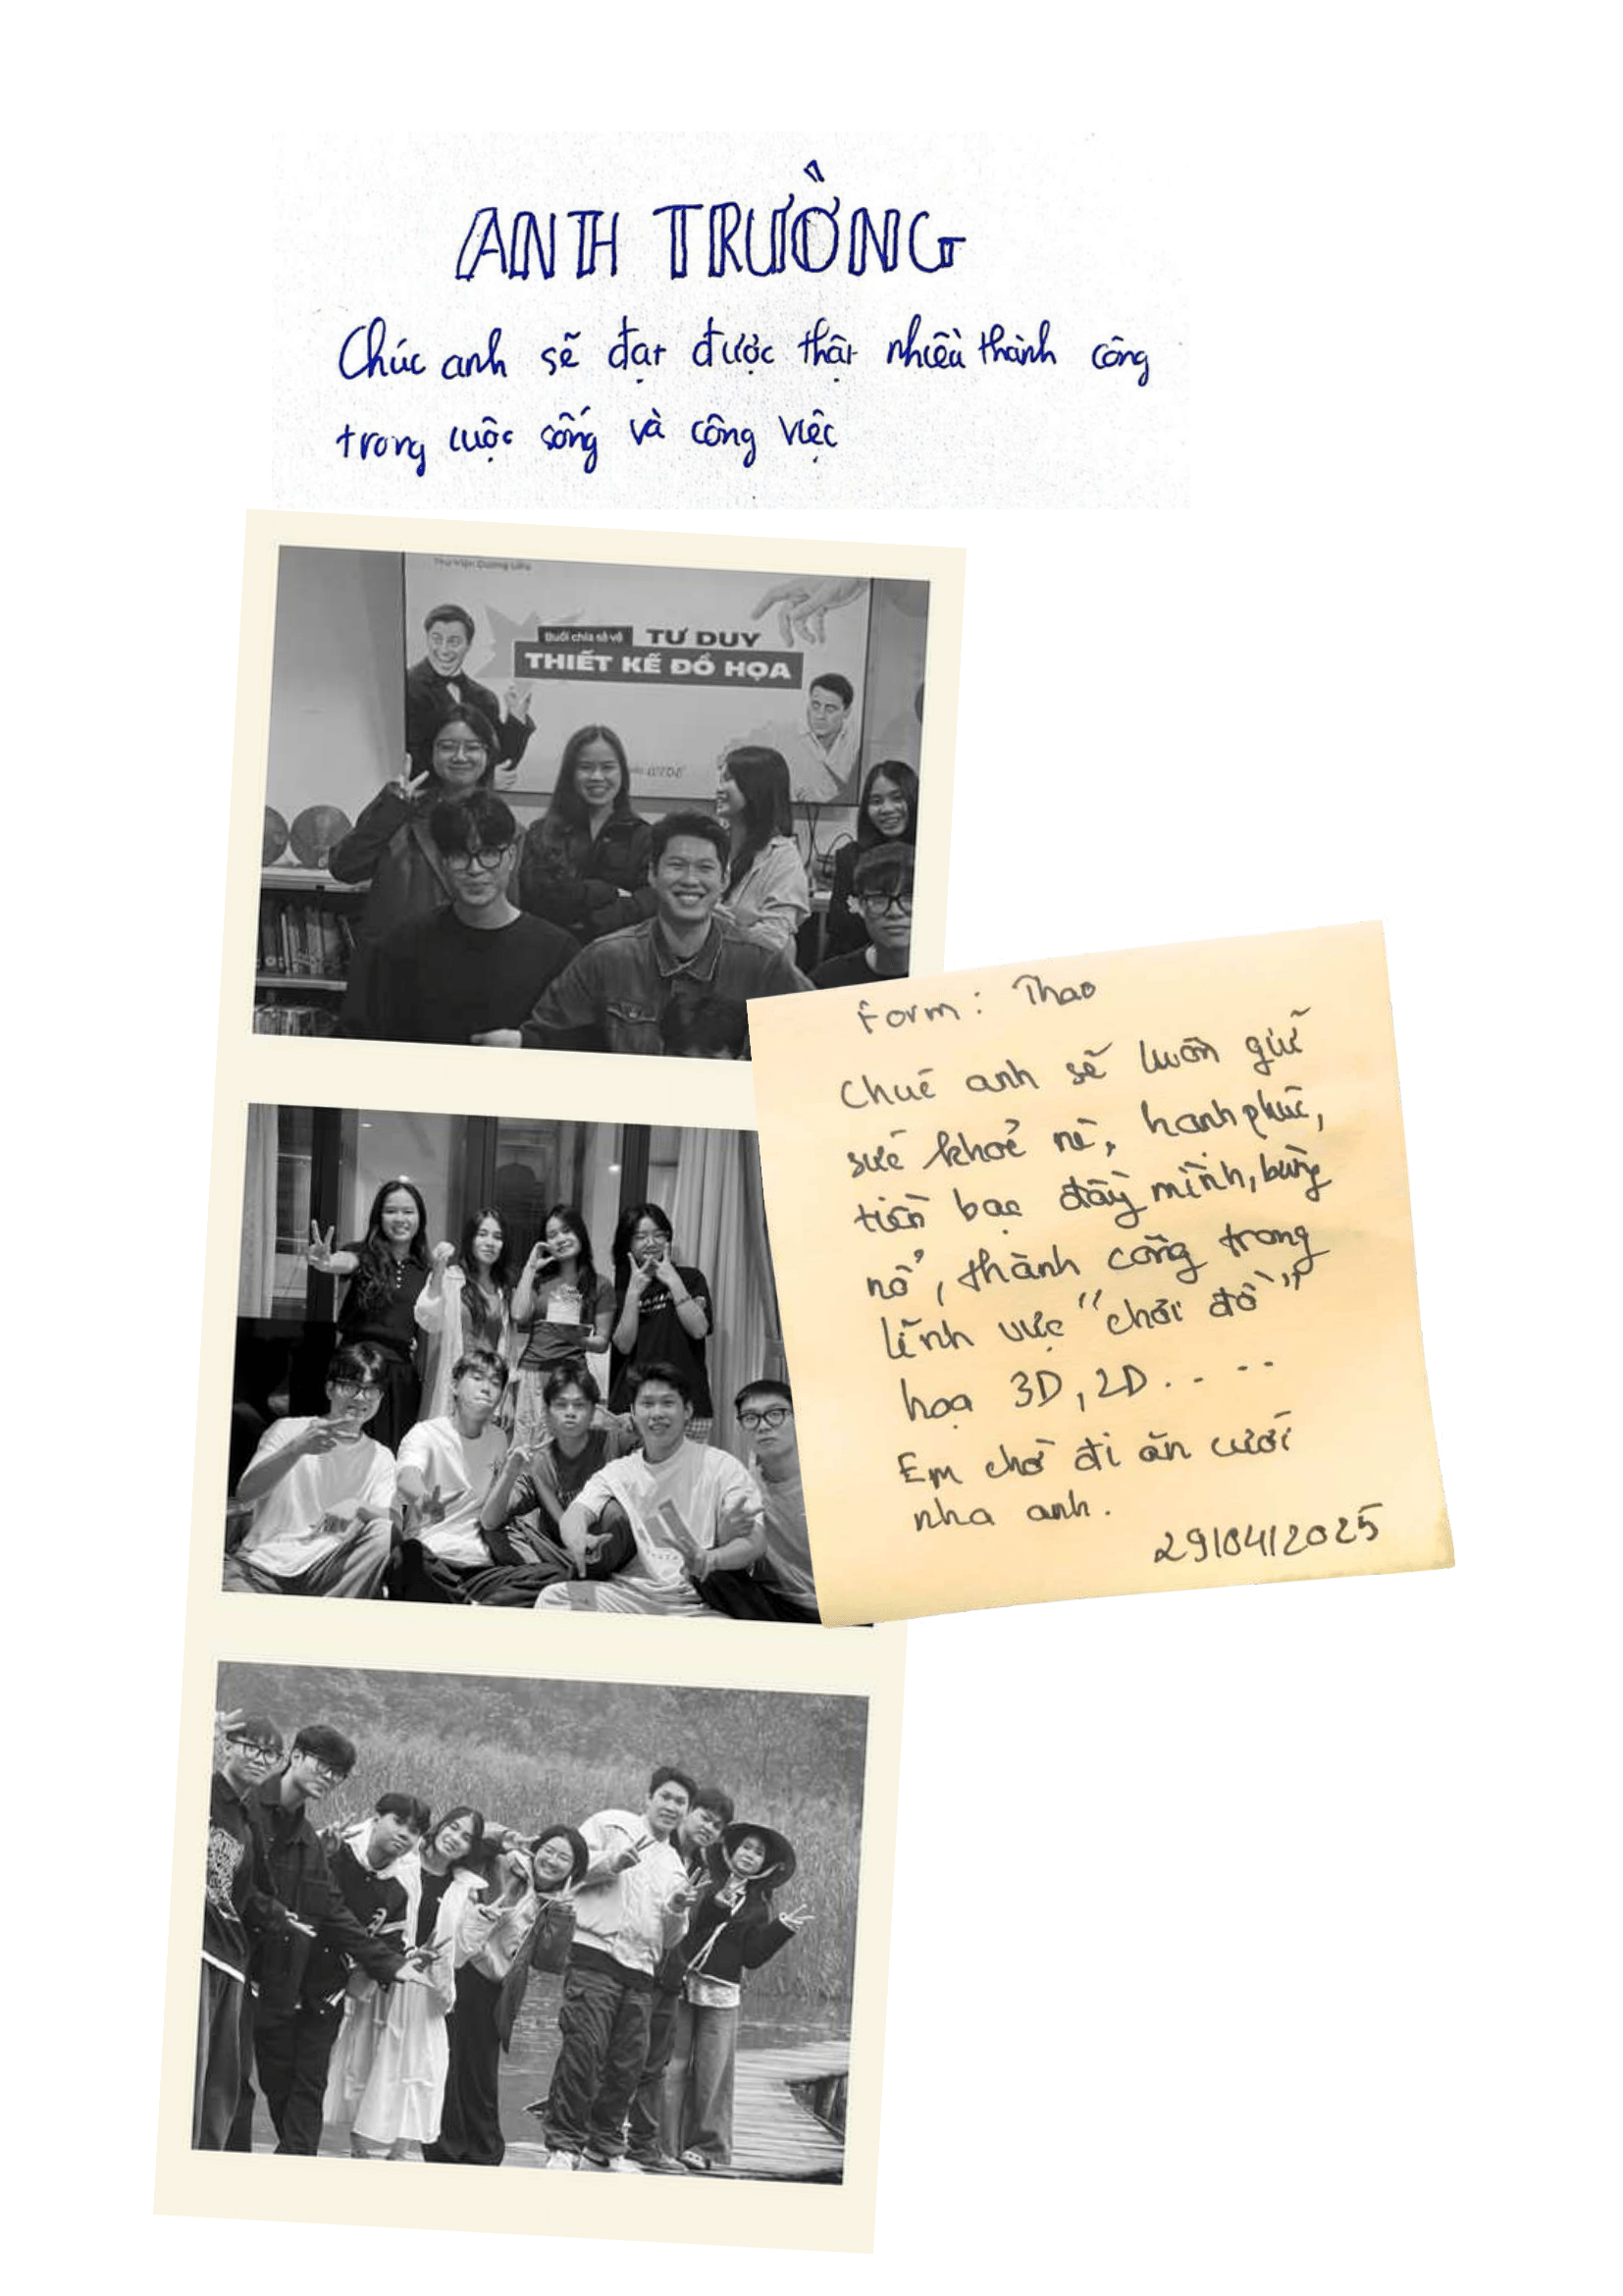 ANH TRƯỜNG
Chúc anh sẽ đạt được thật nhiều thành công
trong cuộc sống và công việc
Thư viện Dương Liễu
Buổi chia sẻ về TƯ DUY
THIẾT KẾ ĐỒ HỌA
Form: Thao
Chúc anh sẽ luôn giữ
sức khoẻ nè, hạnh phúc,
tiền bạc đầy mình, bùng
nổ, thành công trong
lĩnh vực "chơi đồ"
hoạ 3D, 2D.. ..
Em chờ đi ăn cưới
nha anh.
29/04/2025